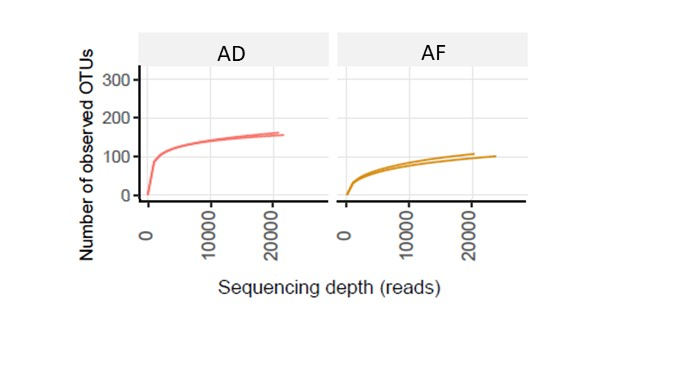 AD AF
Number of observed OTUs
300
200
100
0
0 10000 20000 0 10000 20000
Sequencing depth (reads)